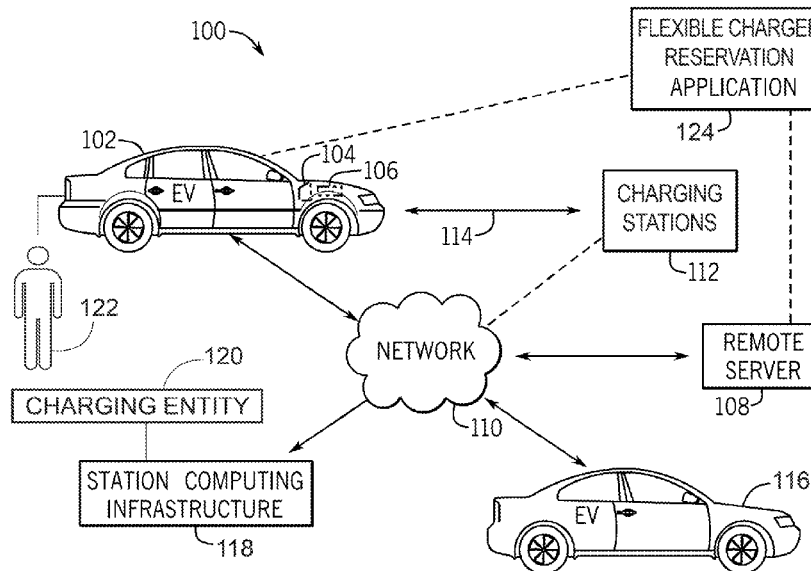 100
FLEXIBLE CHARGER
RESERVATION
APPLICATION
124
102
104
106
EV
CHARGING
STATIONS
114
112
122
NETWORK
REMOTE
SERVER
120
108
CHARGING ENTITY
110
STATION COMPUTING
INFRASTRUCTURE
118
116
EV